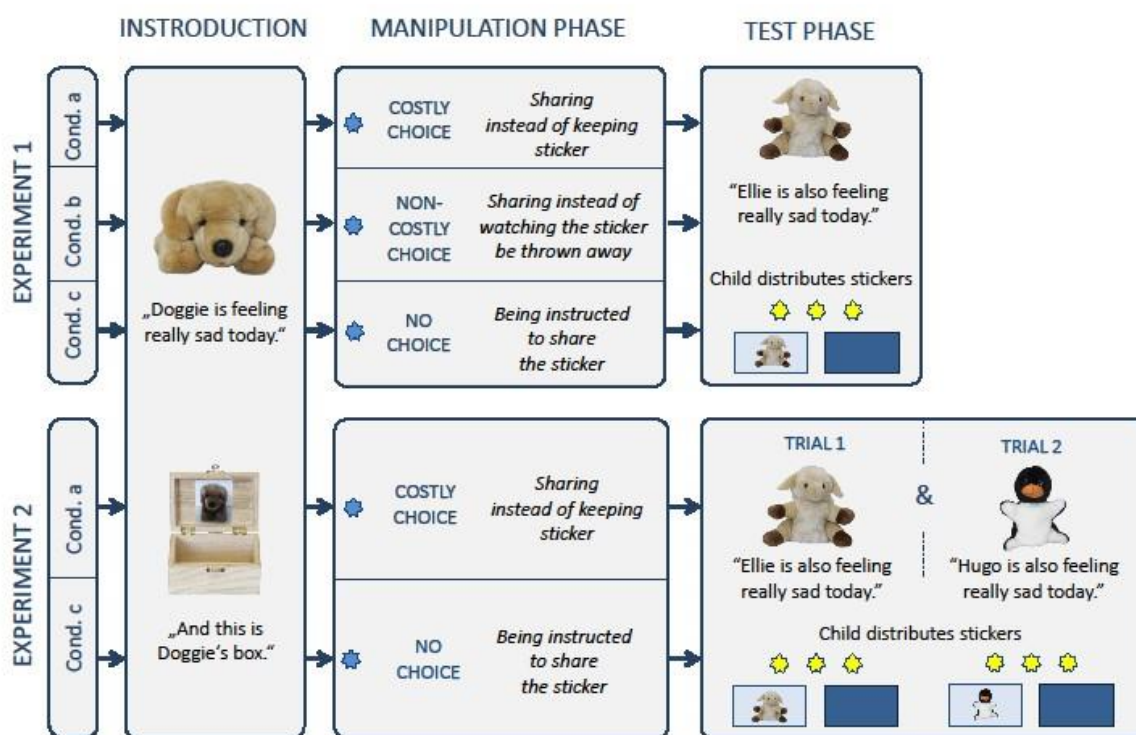 INSTRODUCTION
MANIPULATION PHASE
TEST PHASE
EXPERIMENT 1
Cond. a
Cond. b
Cond. c
„Doggie is feeling
really sad today.“
COSTLY
CHOICE
Sharing
instead of keeping
sticker
NON-
COSTLY
CHOICE
Sharing instead of
watching the sticker
be thrown away
NO
CHOICE
Being instructed
to share
the sticker
“Ellie is also feeling
really sad today.”
Child distributes stickers
EXPERIMENT 2
Cond. a
Cond. c
„And this is
Doggie’s box.“
COSTLY
CHOICE
Sharing
instead of keeping
sticker
NO
CHOICE
Being instructed
to share
the sticker
TRIAL 1
&
TRIAL 2
“Ellie is also feeling
really sad today.”
“Hugo is also feeling
really sad today.”
Child distributes stickers